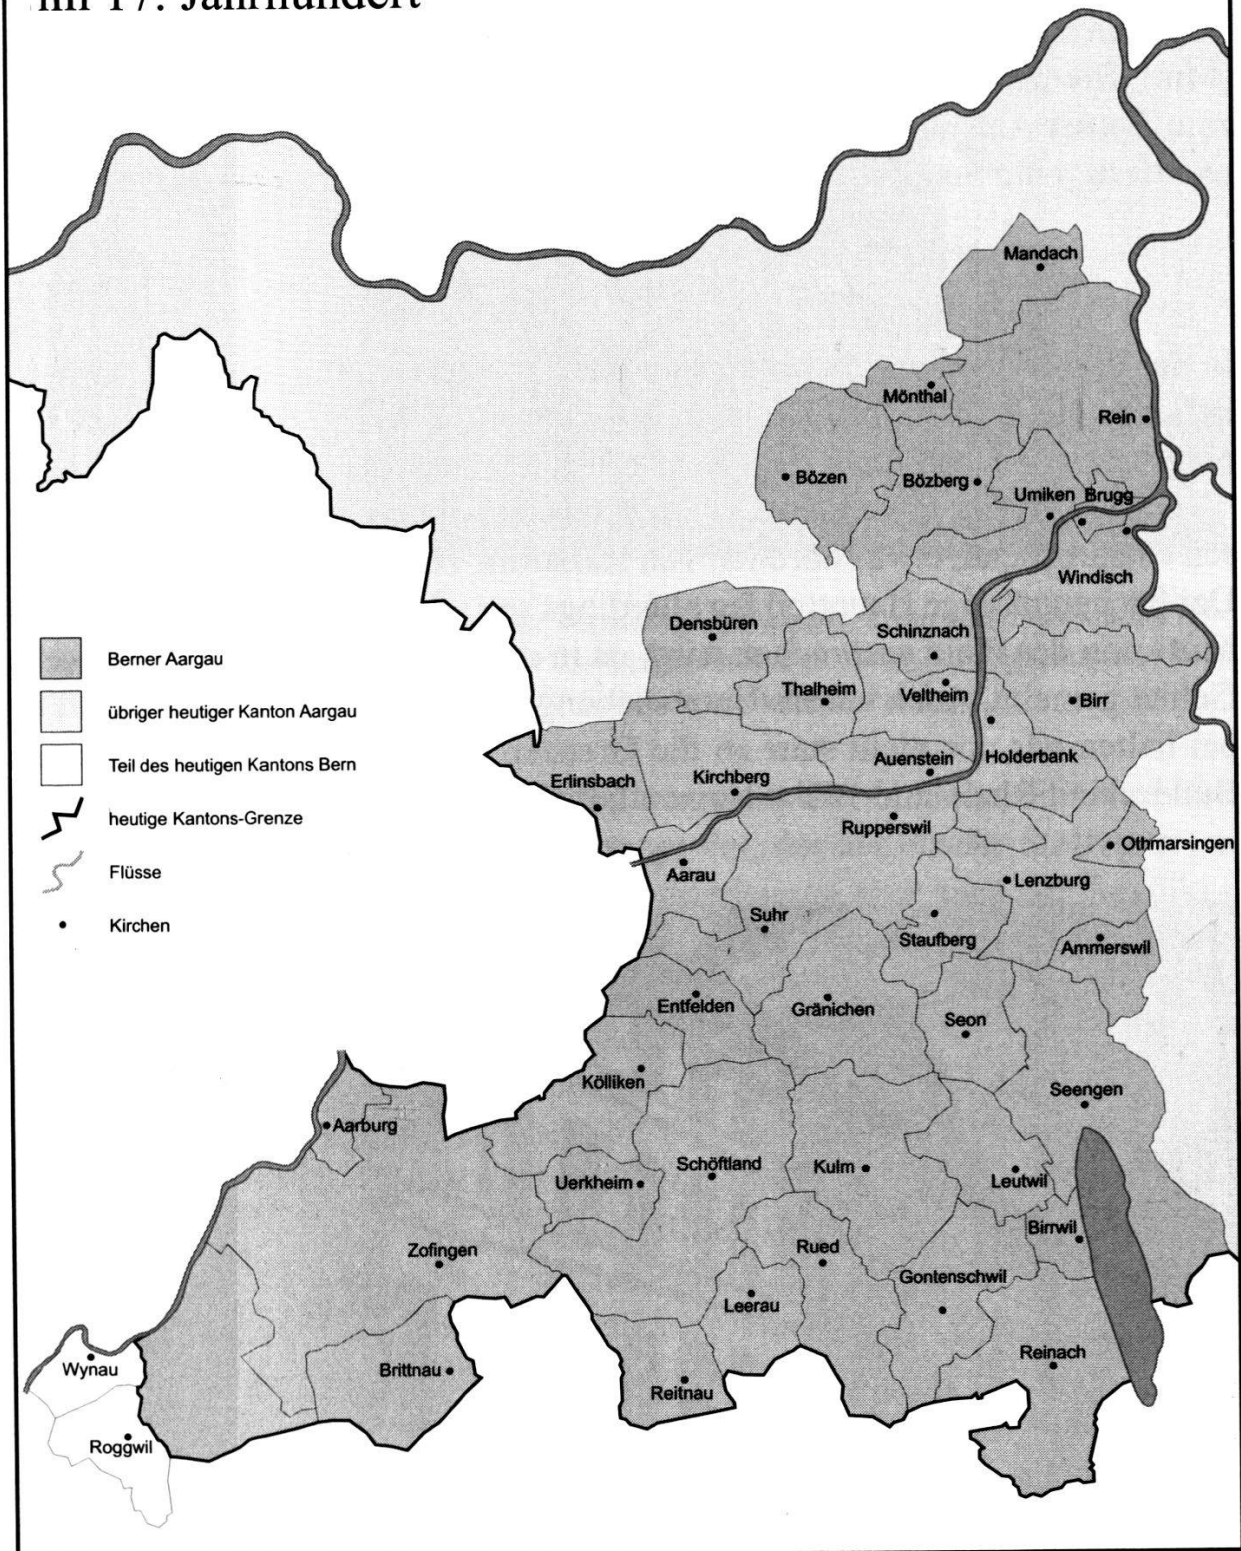 im 17. Jahrhundert
Mandach
Mönthal
Rein
Bözen
Bözberg
Umiken
Brugg
Windisch
Densbüren
Schinznach
Berner Aargau
Thalheim
Veltheim
Birr
übriger heutiger Kanton Aargau
Auenstein
Holderbank
Teil des heutigen Kantons Bern
Erlinsbach
Kirchberg
heutige Kantons-Grenze
Rupperswil
Othmarsingen
Flüsse
Aarau
Lenzburg
Kirchen
Suhr
Staufberg
Ammerswil
Entfelden
Gränichen
Seon
Kölliken
Seengen
Aarburg
Schöftland
Kulm
Uerkheim
Leutwil
Birrwil
Zofingen
Rued
Gontenschwil
Leerau
Wynau
Brittnau
Reinach
Reitnau
Roggwil